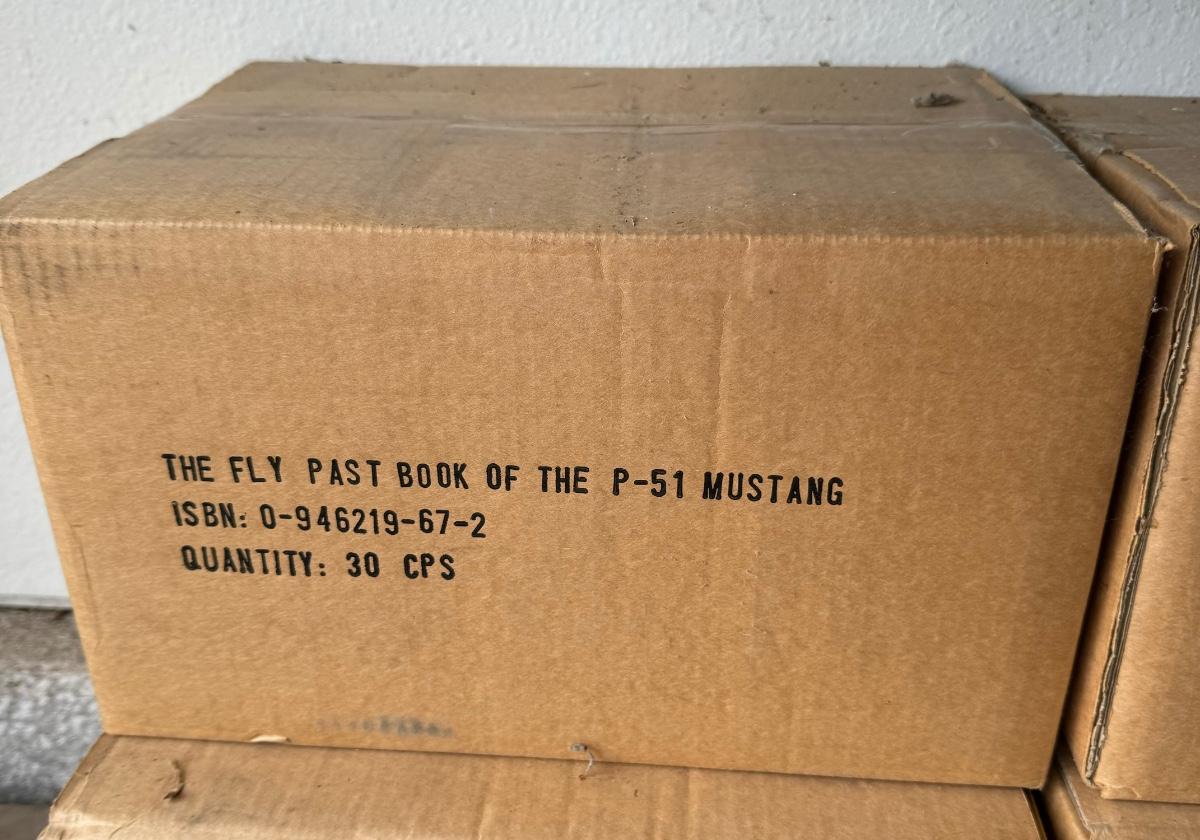 THE FLY PAST BOOK OF THE P-51 MUSTANG
ISBN: 0-946219-67-2
QUANTITY: 30 CPS